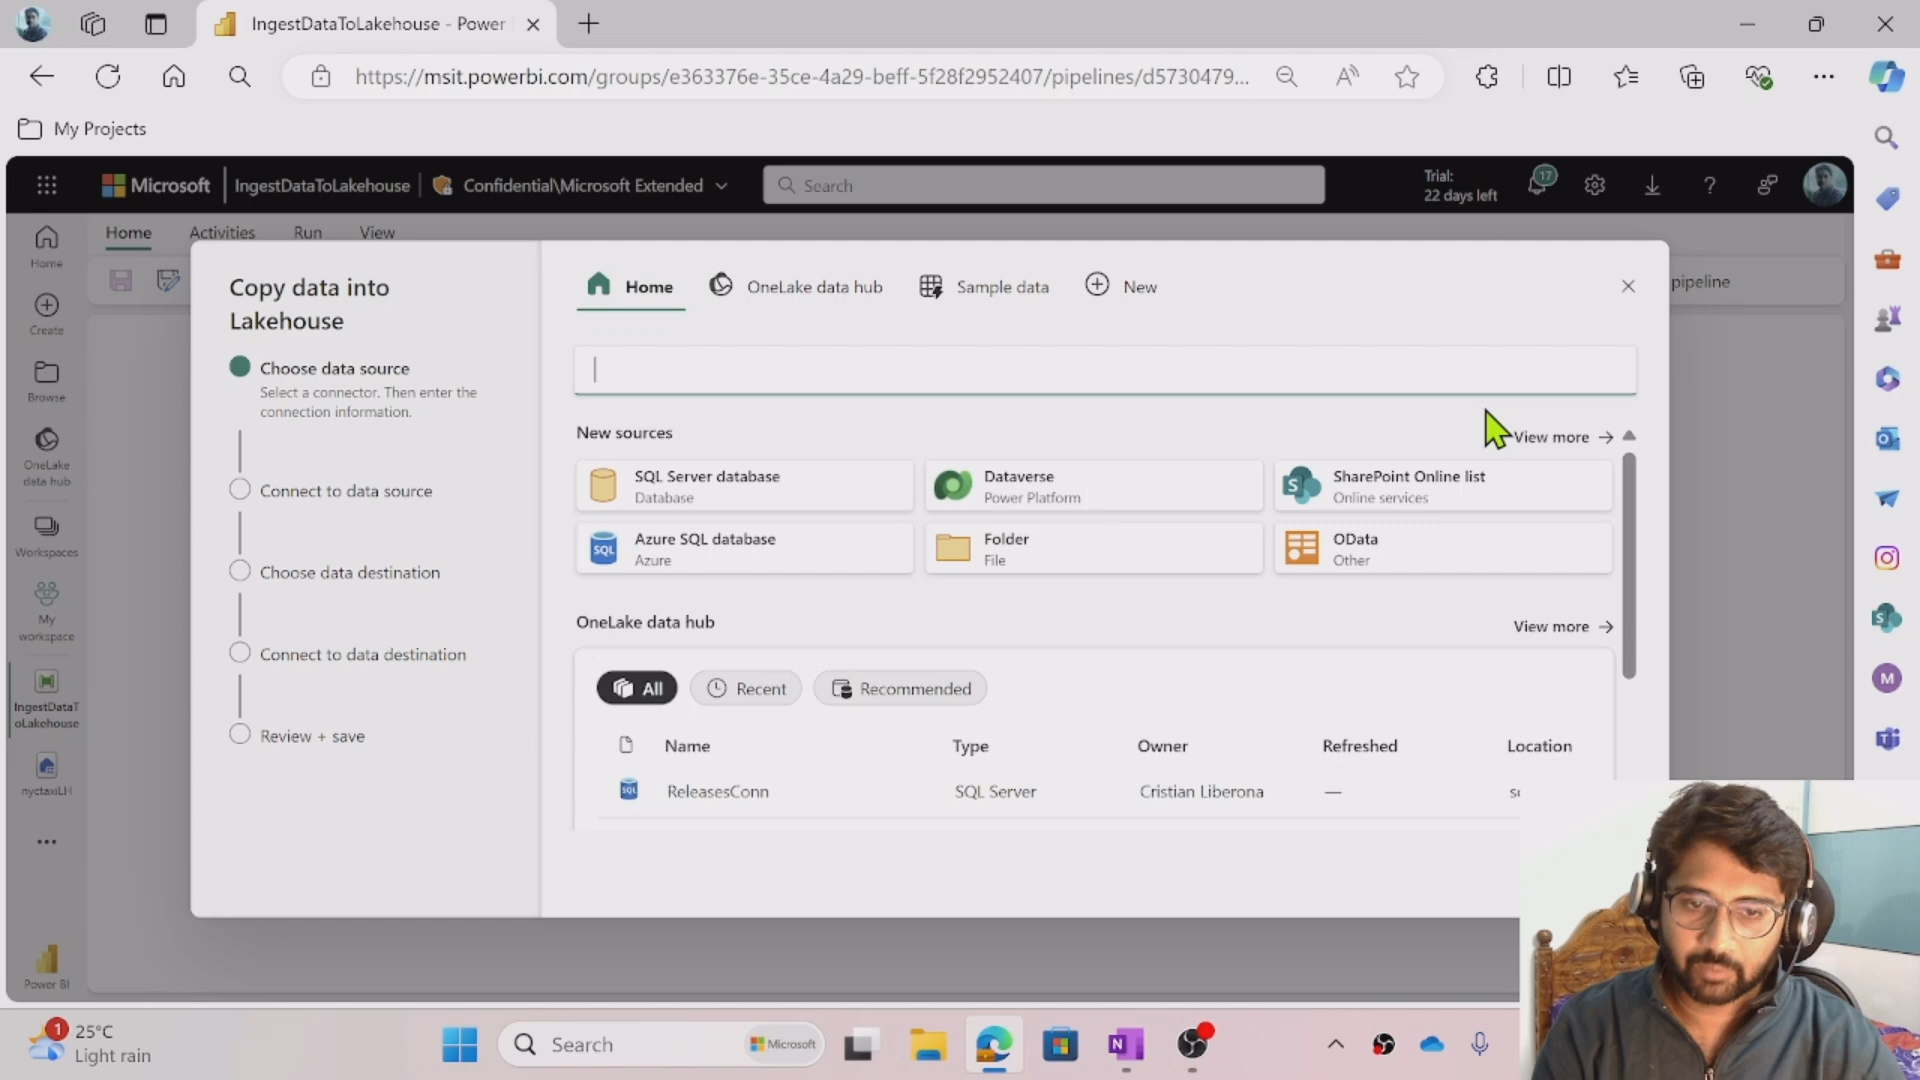 IngestDataToLakehouse - Power
https://msit.powerbi.com/groups/e363376e-35ce-4a29-beff-5f28f2952407/pipelines/d5730479...
My Projects
Microsoft
IngestDataToLakehouse
Confidential\Microsoft Extended
Search
Trial:
22 days left
17
?
Home
Activities
Run
View
Home
Create
Browse
OneLake
data hub
Workspaces
My
workspace
IngestDataT
oLakehouse
nyctaxiLH
Power BI
pipeline
Copy data into
Lakehouse
Choose data source
Select a connector. Then enter the
connection information.
Connect to data source
Choose data destination
Connect to data destination
Review + save
Home
OneLake data hub
Sample data
New
New sources
View more
SQL Server database
Database
Dataverse
Power Platform
SharePoint Online list
Online services
SQL
Azure SQL database
Azure
Folder
File
OData
Other
OneLake data hub
View more
All
Recent
Recommended
Name
Type
Owner
Refreshed
Location
SQL
ReleasesConn
SQL Server
Cristian Liberona
—
M
1
25°C
Light rain
Search
Microsoft
N